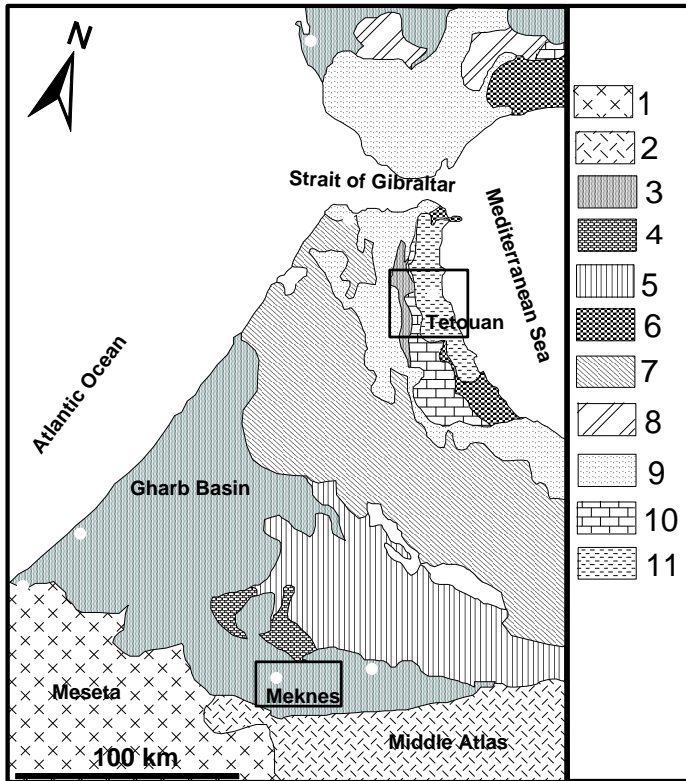 N
Strait of Gibraltar
Mediterranean Sea
Tetouan
Atlantic Ocean
Gharb Basin
Meseta
Meknes
Middle Atlas
100 km
1
2
3
4
5
6
7
8
9
10
11